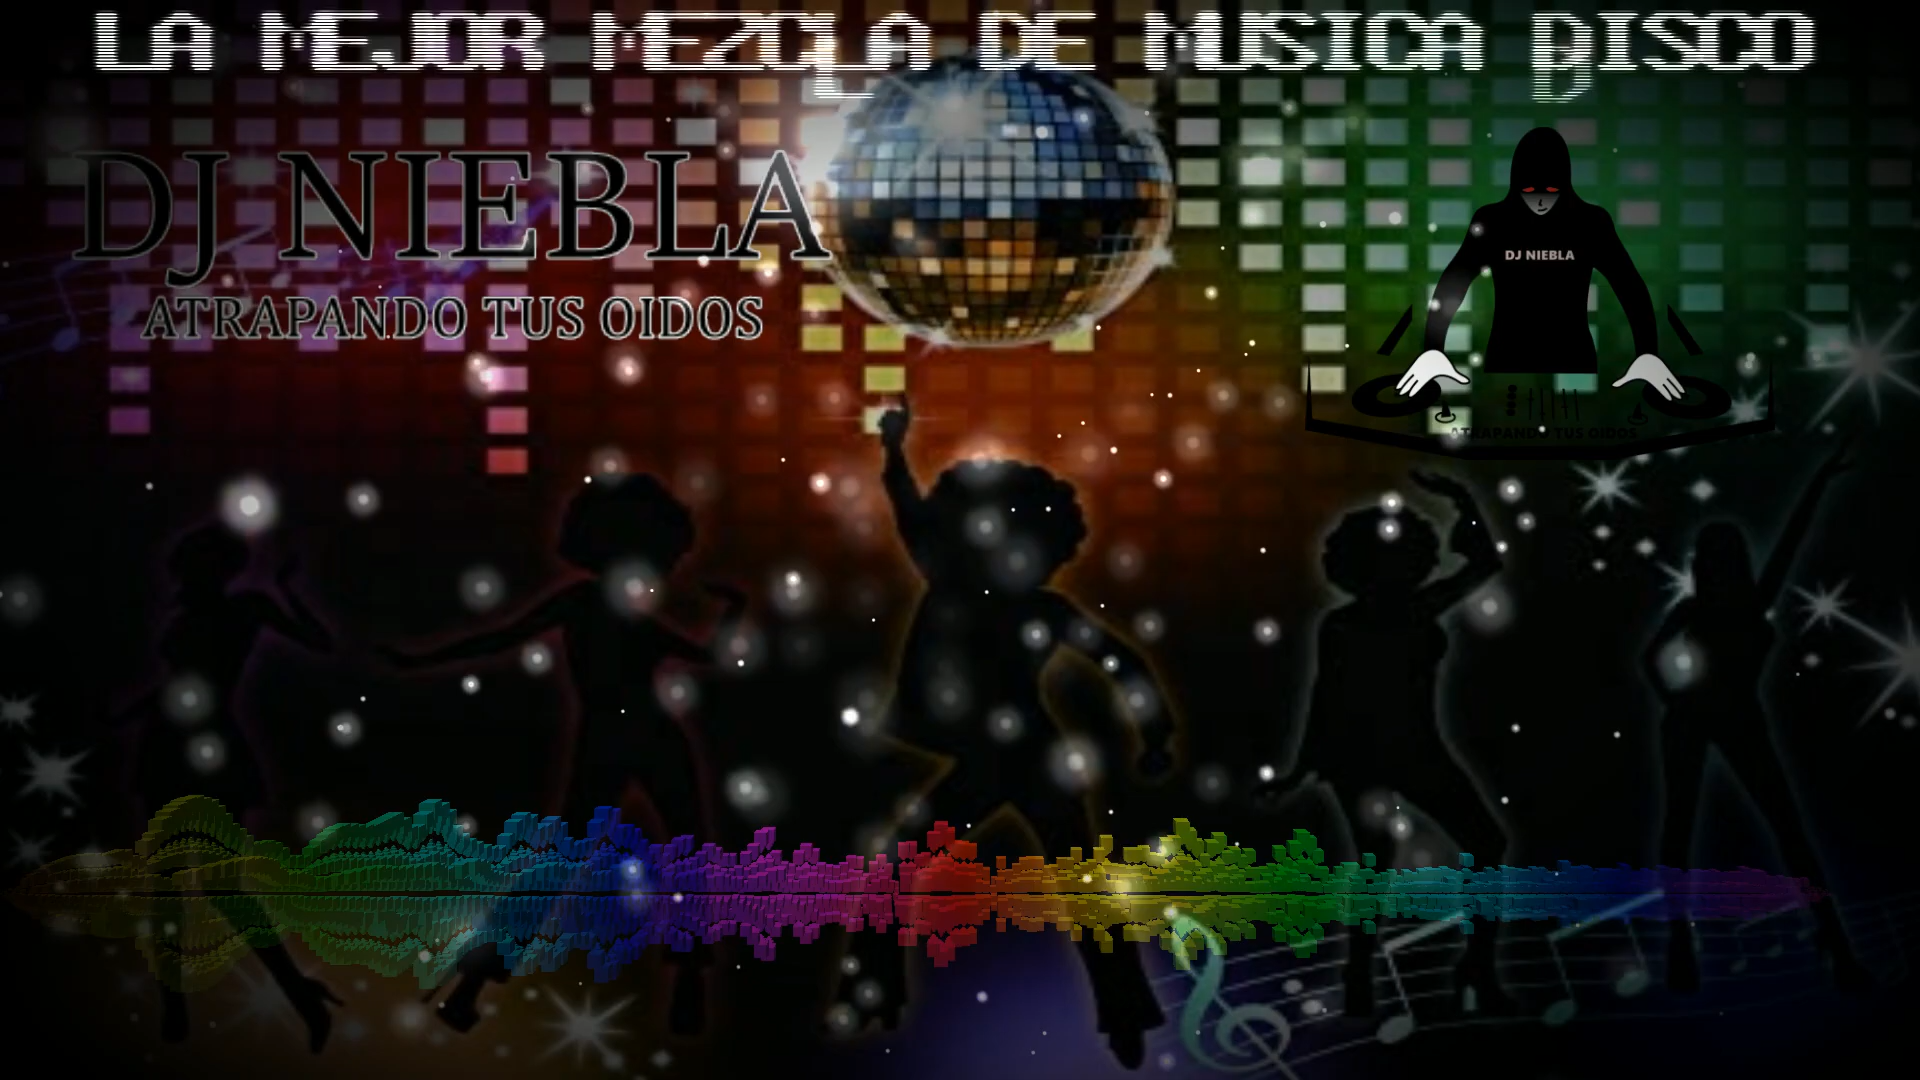 LA MEJOR MEZCLA DE MUSICA DISCO
DJ NIEBLA
ATRAPANDO TUS OIDOS
DJ NIEBLA
ATRAPANDO TUS OIDOS